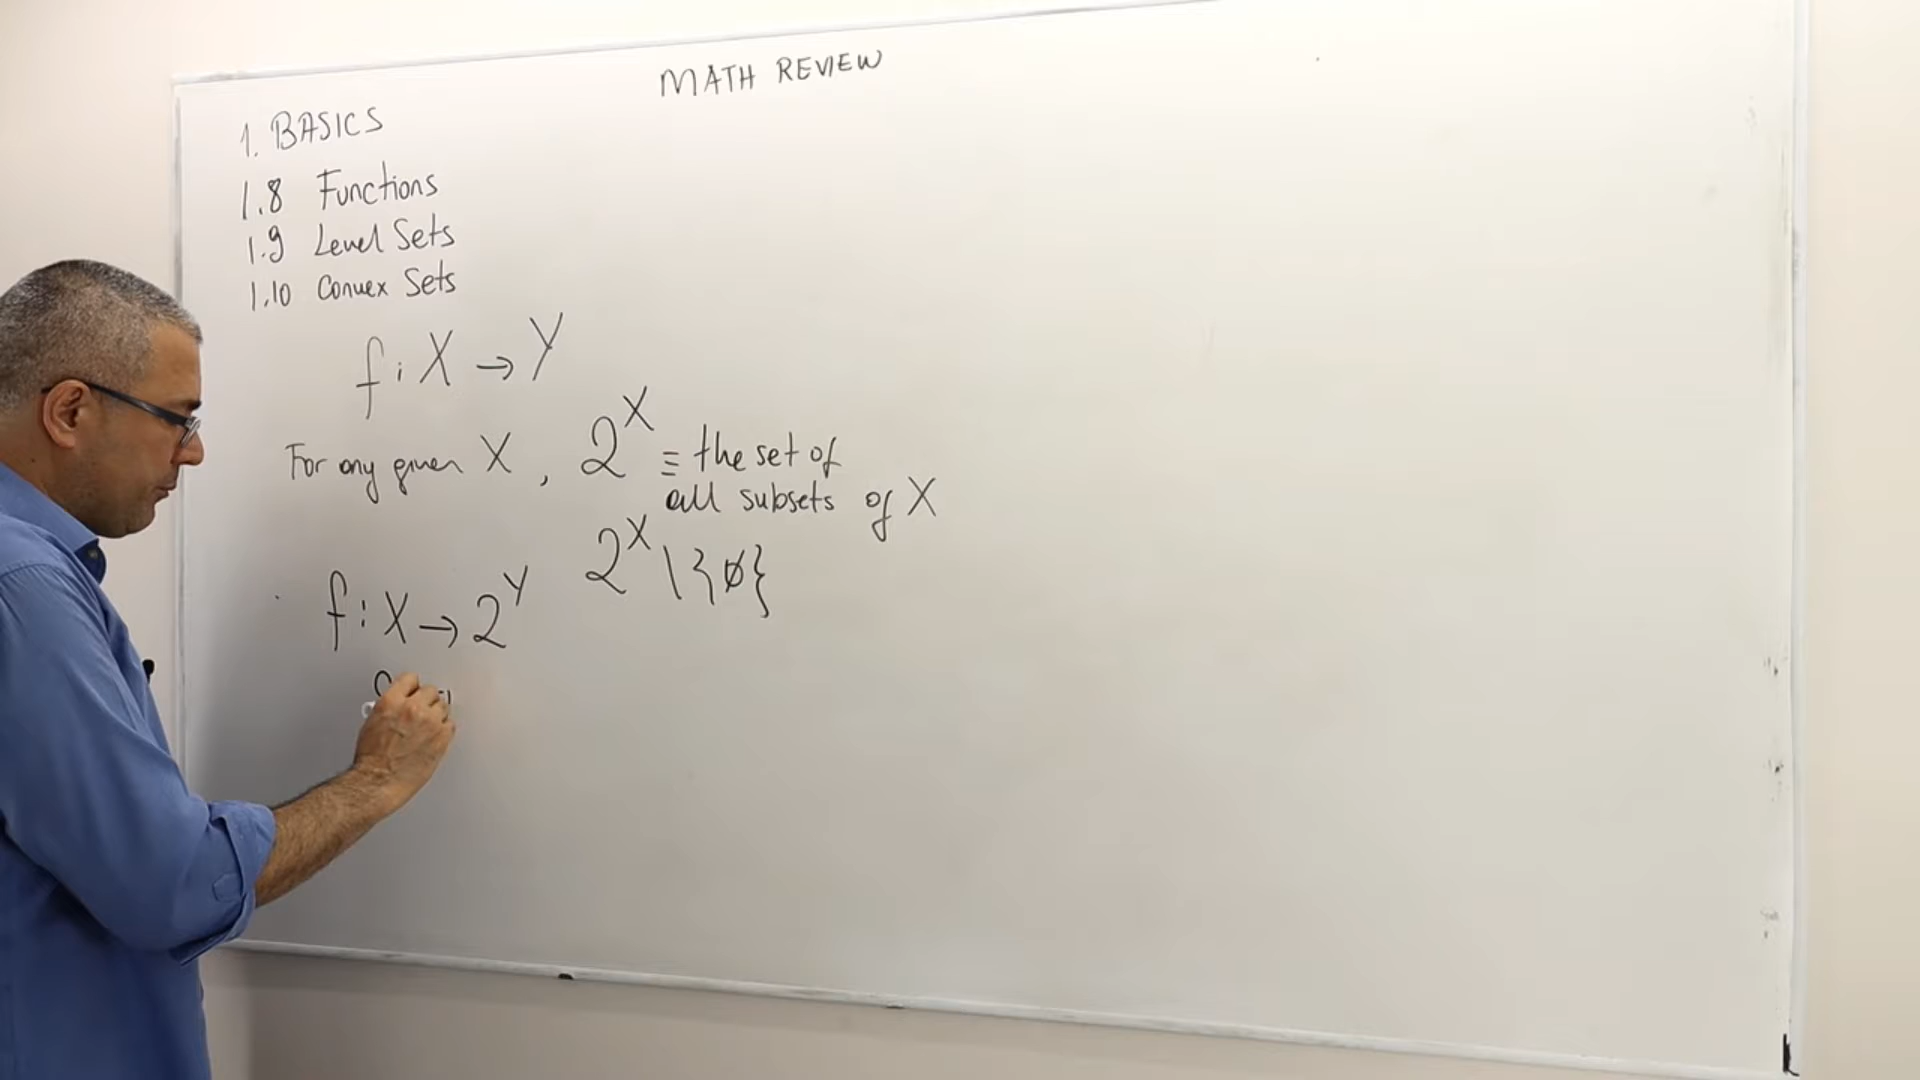 MATH REVIEW
1. BASICS
1.8 Functions
1.9 Level Sets
1.10 Convex Sets
f: X → Y
For any given X, 2^X ≡ the set of
all subsets of X
2^X \ {∅}
f: X → 2^Y